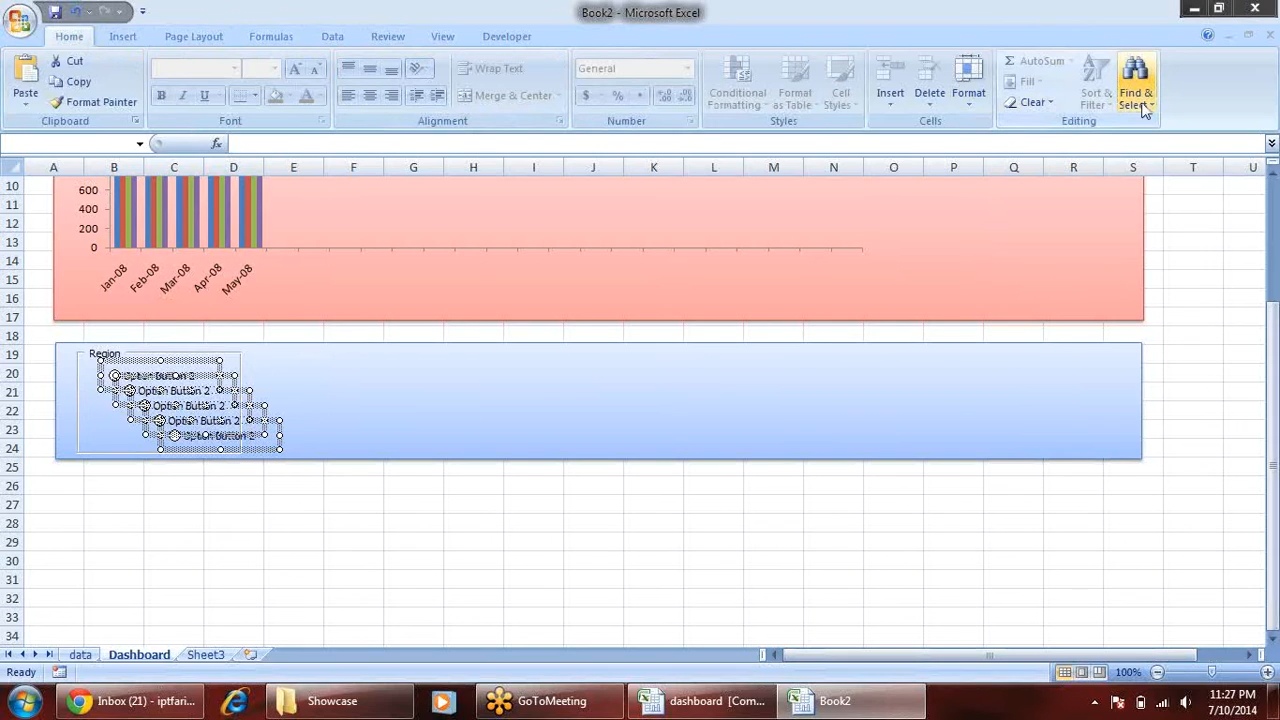 Book2 - Microsoft Excel
Home Insert Page Layout Formulas Data Review View Developer
Paste
Cut
Copy
Format Painter
Clipboard
B I U
A A
Font
Wrap Text
Merge & Center
Alignment
General
$ % ,
Number
Conditional Formatting
Format as Table
Cell Styles
Styles
Insert
Delete
Format
Cells
Σ AutoSum
Fill
Clear
Sort & Filter
Find & Select
Editing
fx
A B C D E F G H I J K L M N O P Q R S T U
10
11
12
13
14
15
16
17
18
19
20
21
22
23
24
25
26
27
28
29
30
31
32
33
34
600
400
200
0
Jan-08 Feb-08 Mar-08 Apr-08 May-08
Region
Option Button 2
Option Button 2
Option Button 2
Option Button 2
Option Button 2
data Dashboard Sheet3
Ready
100%
Inbox (21) - iptfari...
Showcase
GoToMeeting
dashboard [Com...
Book2
11:27 PM
7/10/2014